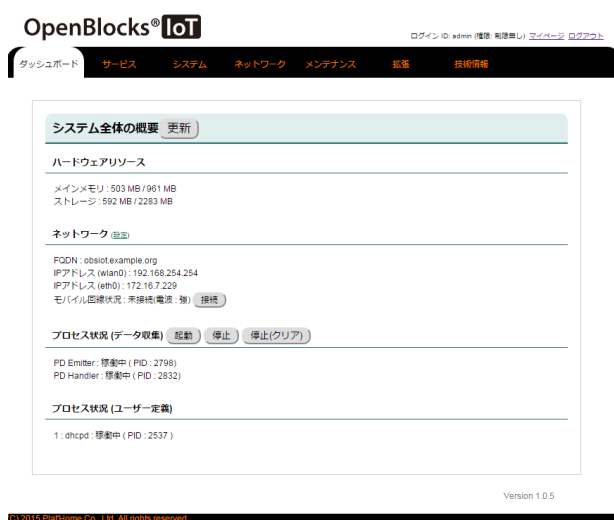 OpenBlocks® IoT
ログイン ID: admin (権限: 制限無し) マイページ ログアウト
ダッシュボード サービス システム ネットワーク メンテナンス 拡張 技術情報
システム全体の概要 更新
ハードウェアリソース
メインメモリ : 503 MB / 961 MB
ストレージ : 592 MB / 2283 MB
ネットワーク (設定)
FQDN : obsiot.example.org
IPアドレス (wlan0) : 192.168.254.254
IPアドレス (eth0) : 172.16.7.229
モバイル回線状況 : 未接続(電波 : 強) 接続
プロセス状況 (データ収集) 起動 停止 停止(クリア)
PD Emitter : 稼働中 ( PID : 2798)
PD Handler : 稼働中 ( PID : 2832)
プロセス状況 (ユーザー定義)
1 : dhcpd : 稼働中 ( PID : 2537 )
Version 1.0.5
(C) 2015 Plat'Home Co., Ltd. All rights reserved.